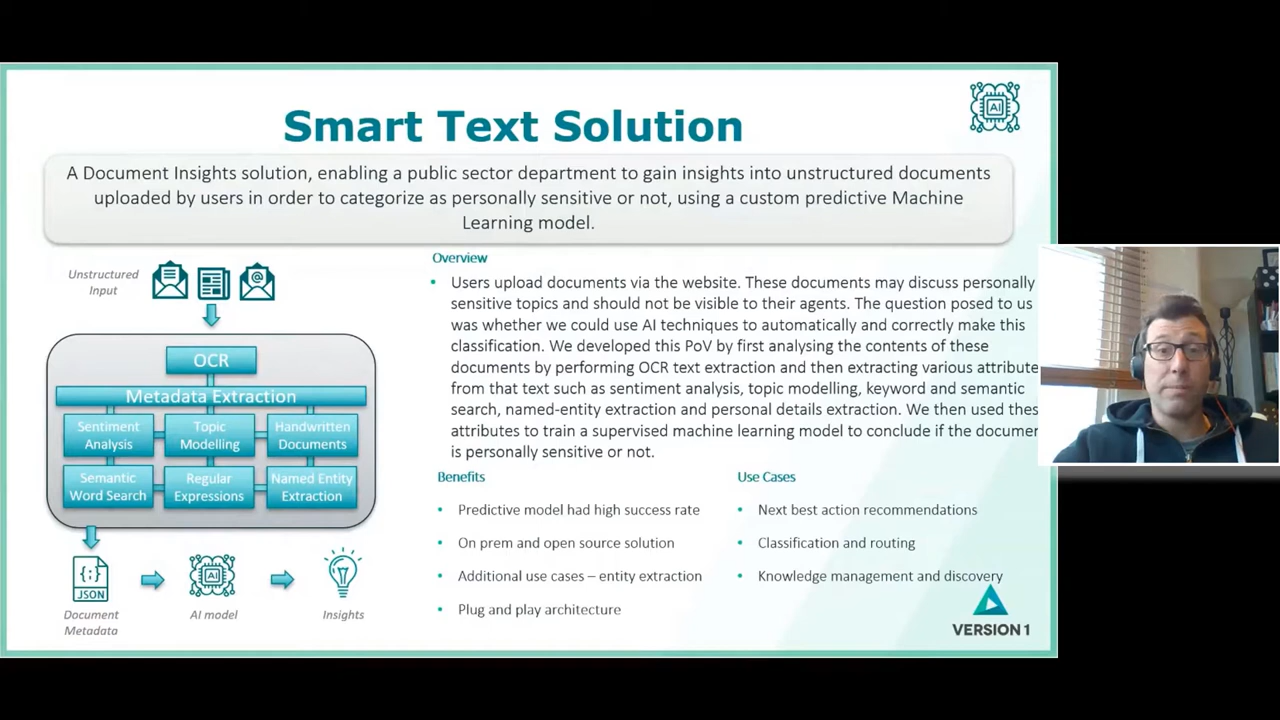 AI
Smart Text Solution
A Document Insights solution, enabling a public sector department to gain insights into unstructured documents
uploaded by users in order to categorize as personally sensitive or not, using a custom predictive Machine
Learning model.
Unstructured
Input
OCR
Metadata Extraction
Sentiment
Analysis
Topic
Modelling
Handwritten
Documents
Semantic
Word Search
Regular
Expressions
Named Entity
Extraction
{;}
JSON
AI
Document
Metadata
AI model
Insights
Overview
• Users upload documents via the website. These documents may discuss personally
sensitive topics and should not be visible to their agents. The question posed to us
was whether we could use AI techniques to automatically and correctly make this
classification. We developed this PoV by first analysing the contents of these
documents by performing OCR text extraction and then extracting various attribute
from that text such as sentiment analysis, topic modelling, keyword and semantic
search, named-entity extraction and personal details extraction. We then used thes
attributes to train a supervised machine learning model to conclude if the documen
is personally sensitive or not.
Benefits
• Predictive model had high success rate
• On prem and open source solution
• Additional use cases – entity extraction
• Plug and play architecture
Use Cases
• Next best action recommendations
• Classification and routing
• Knowledge management and discovery
VERSION 1